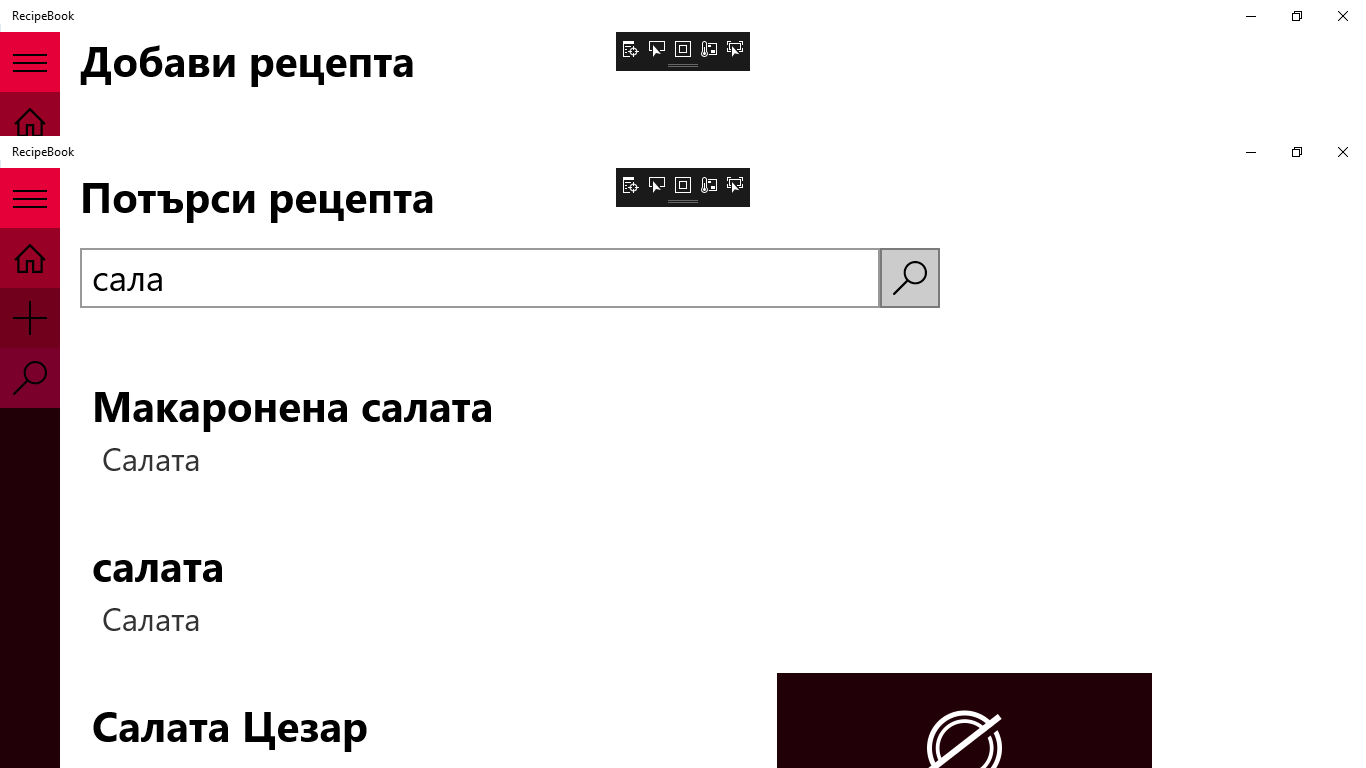 RecipeBook
Добави рецепта
RecipeBook
Потърси рецепта
сала
Макаронена салата
Салата
салата
Салата
Салата Цезар